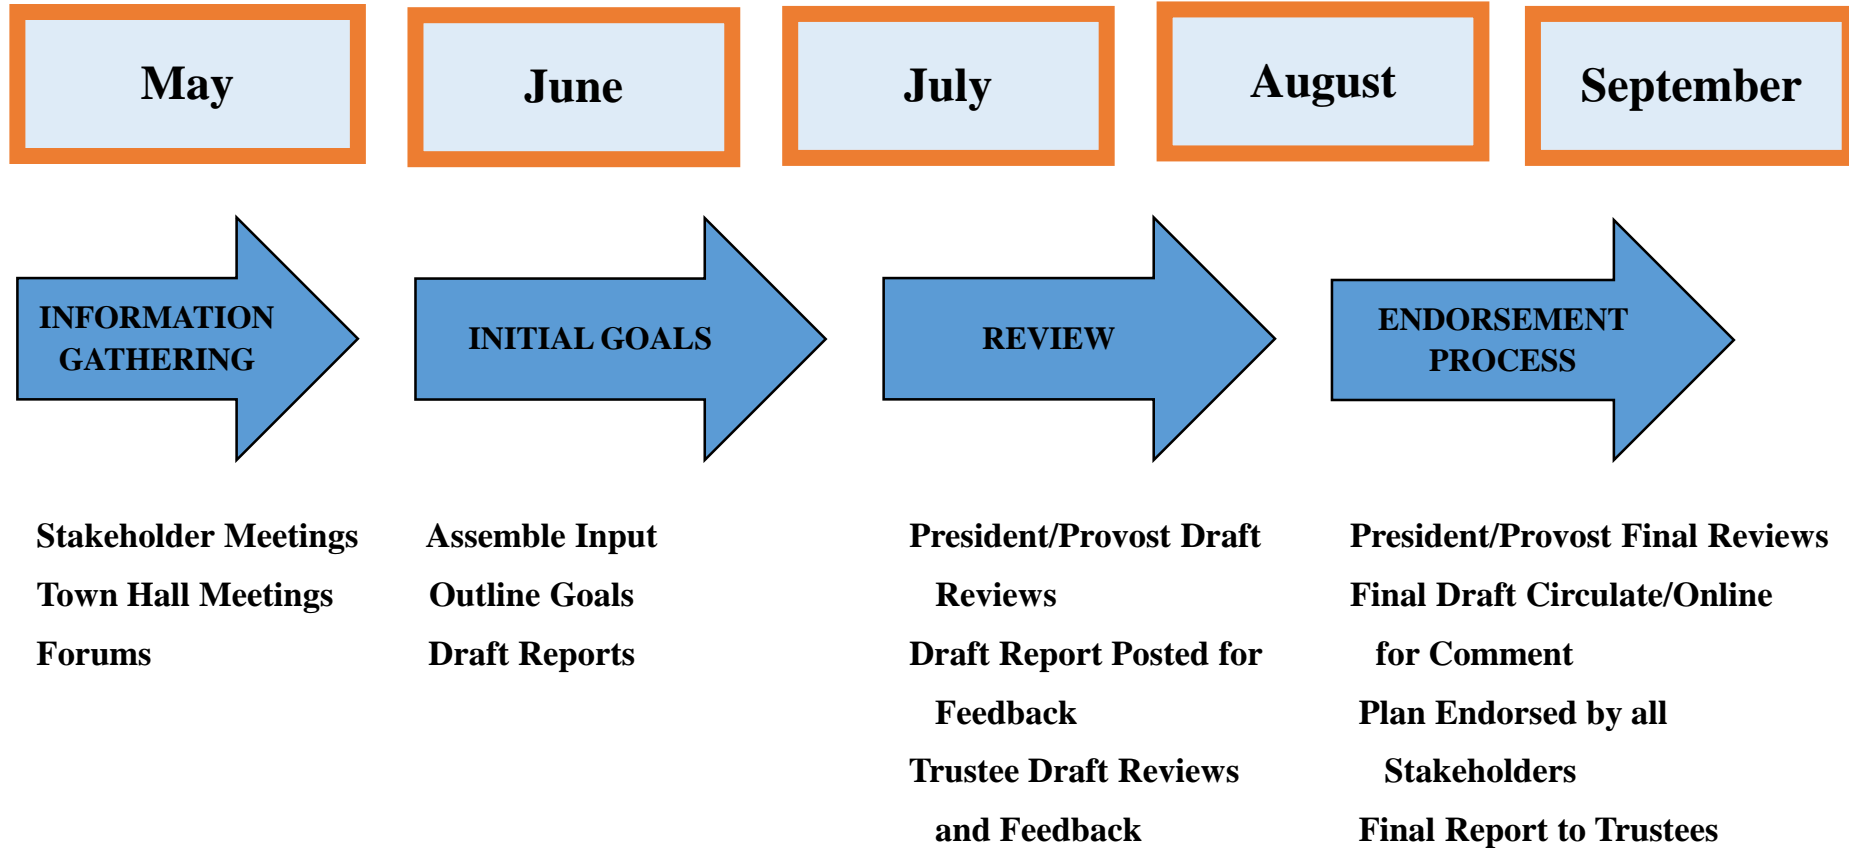 May
June
July
August
September
INFORMATION
GATHERING
INITIAL GOALS
REVIEW
ENDORSEMENT
PROCESS
Stakeholder Meetings
Town Hall Meetings
Forums
Assemble Input
Outline Goals
Draft Reports
President/Provost Draft
Reviews
Draft Report Posted for
Feedback
Trustee Draft Reviews
and Feedback
President/Provost Final Reviews
Final Draft Circulate/Online
for Comment
Plan Endorsed by all
Stakeholders
Final Report to Trustees